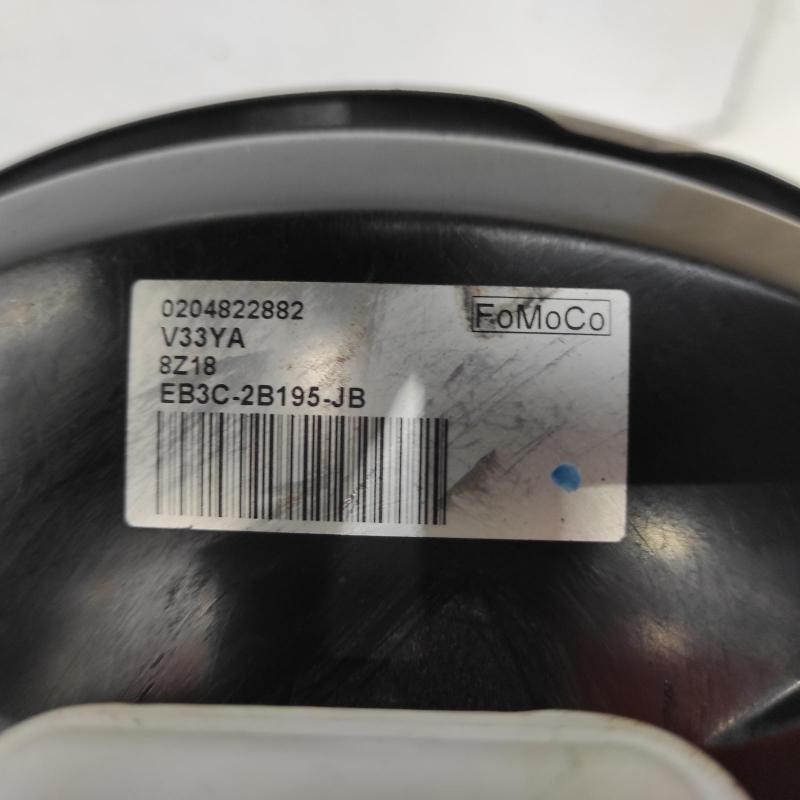 0204822882
FoMoCo
V33YA
8Z18
EB3C-2B195-JB